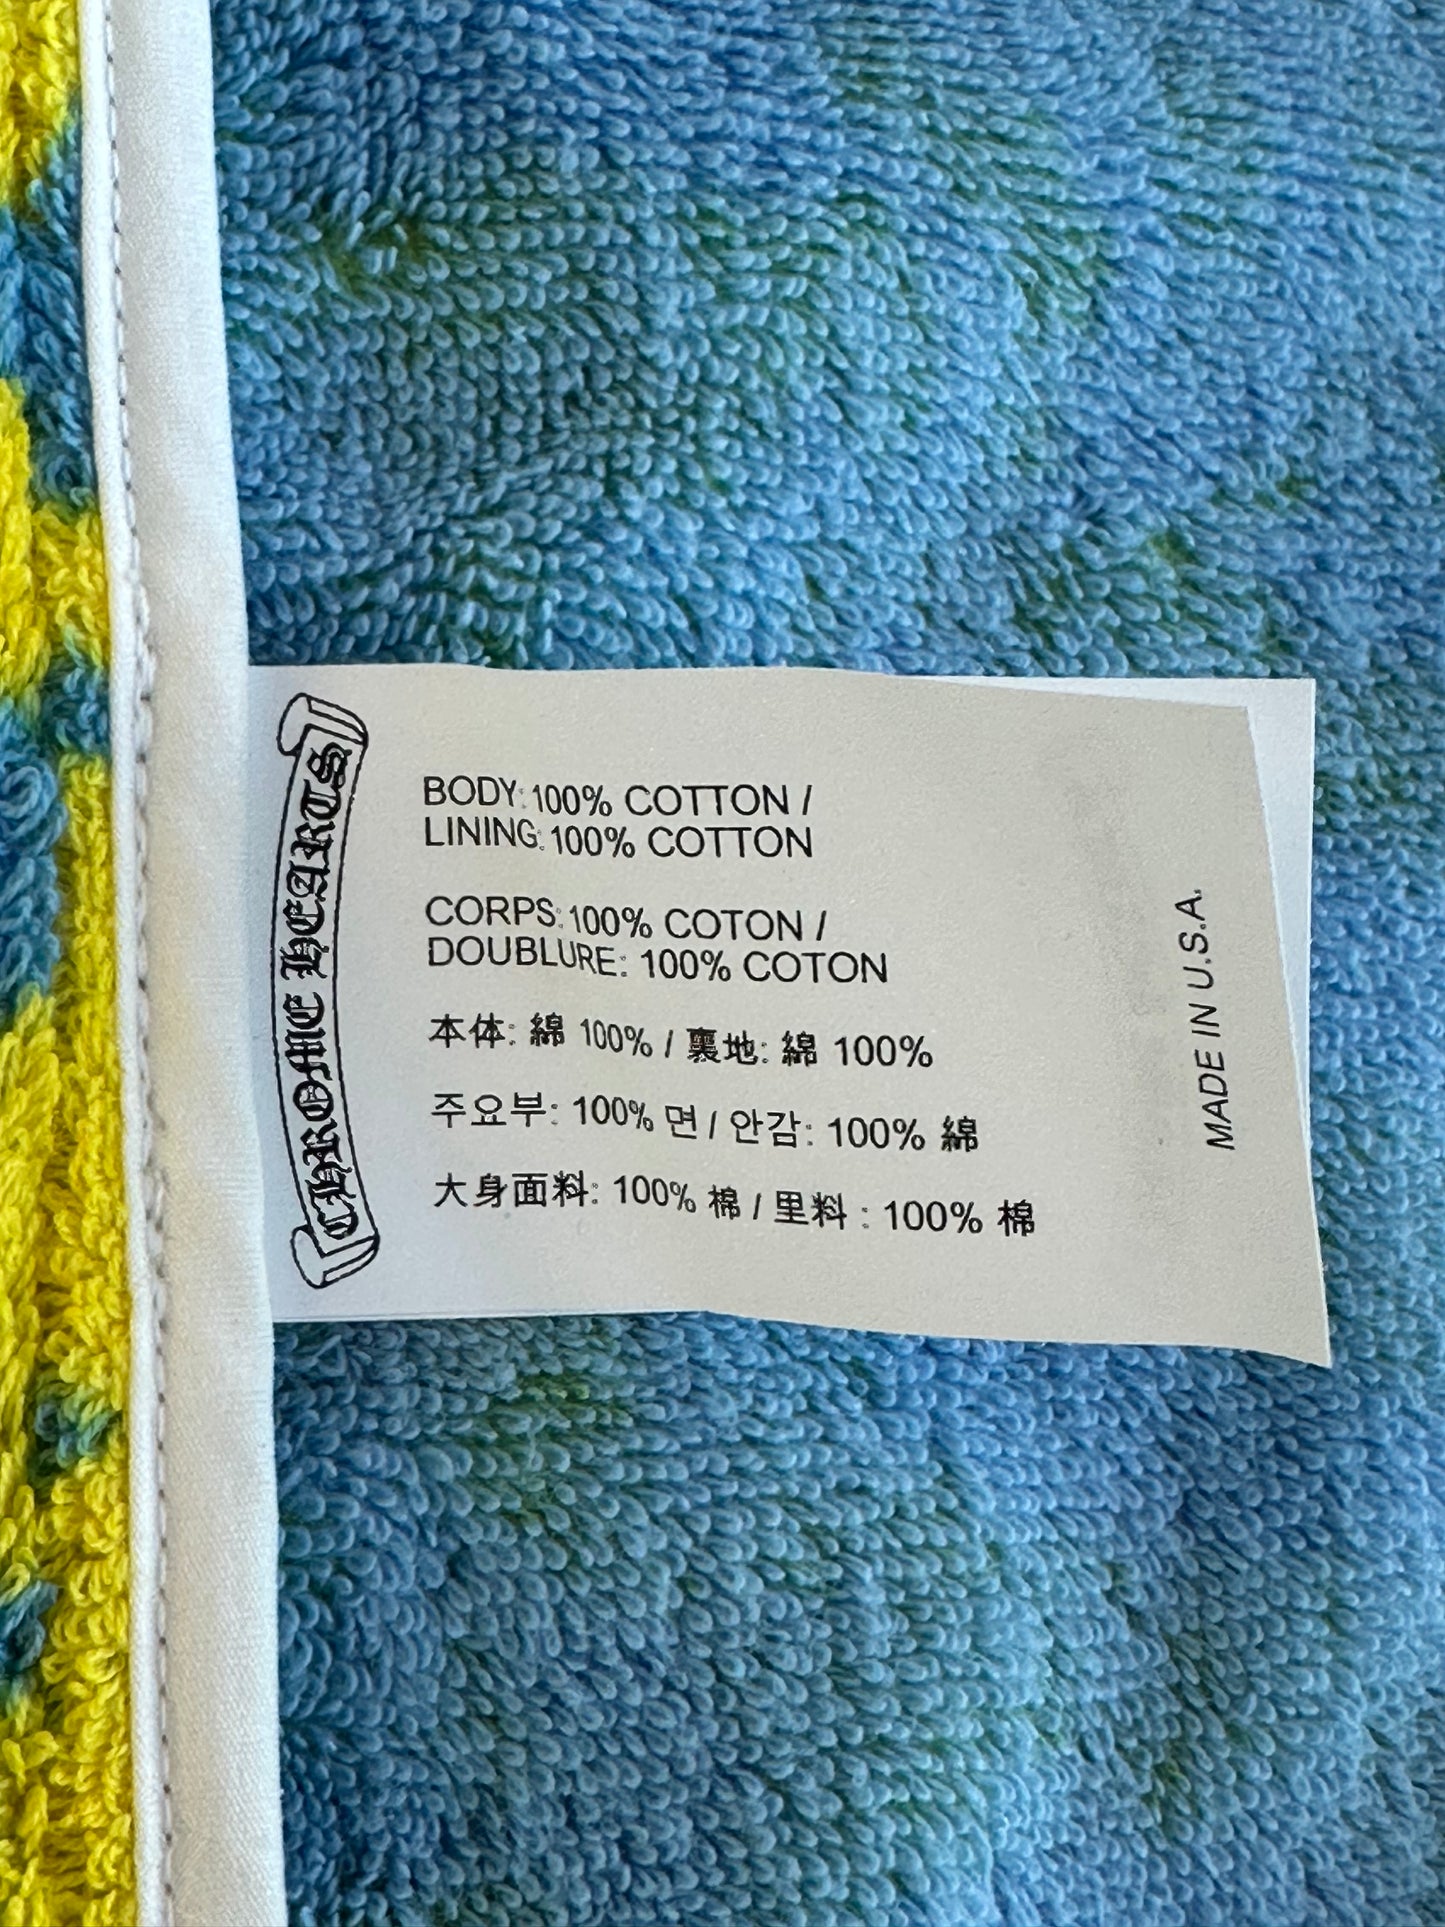 CHROME HEARTS
BODY: 100% COTTON /
LINING: 100% COTTON
CORPS: 100% COTON /
DOUBLURE: 100% COTON
本体: 綿 100% / 裏地: 綿 100%
주요부: 100% 면 / 안감: 100% 綿
大身面料: 100% 棉 / 里料 : 100% 棉
MADE IN U.S.A.